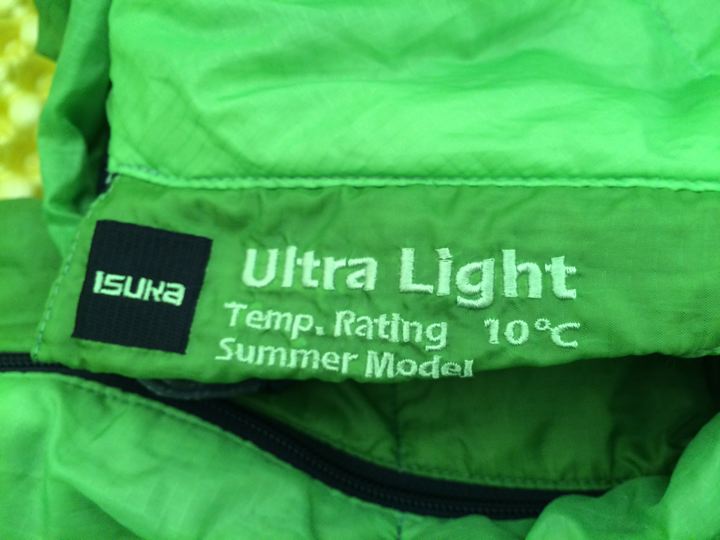 ISUKA
Ultra Light
Temp. Rating 10°C
Summer Model